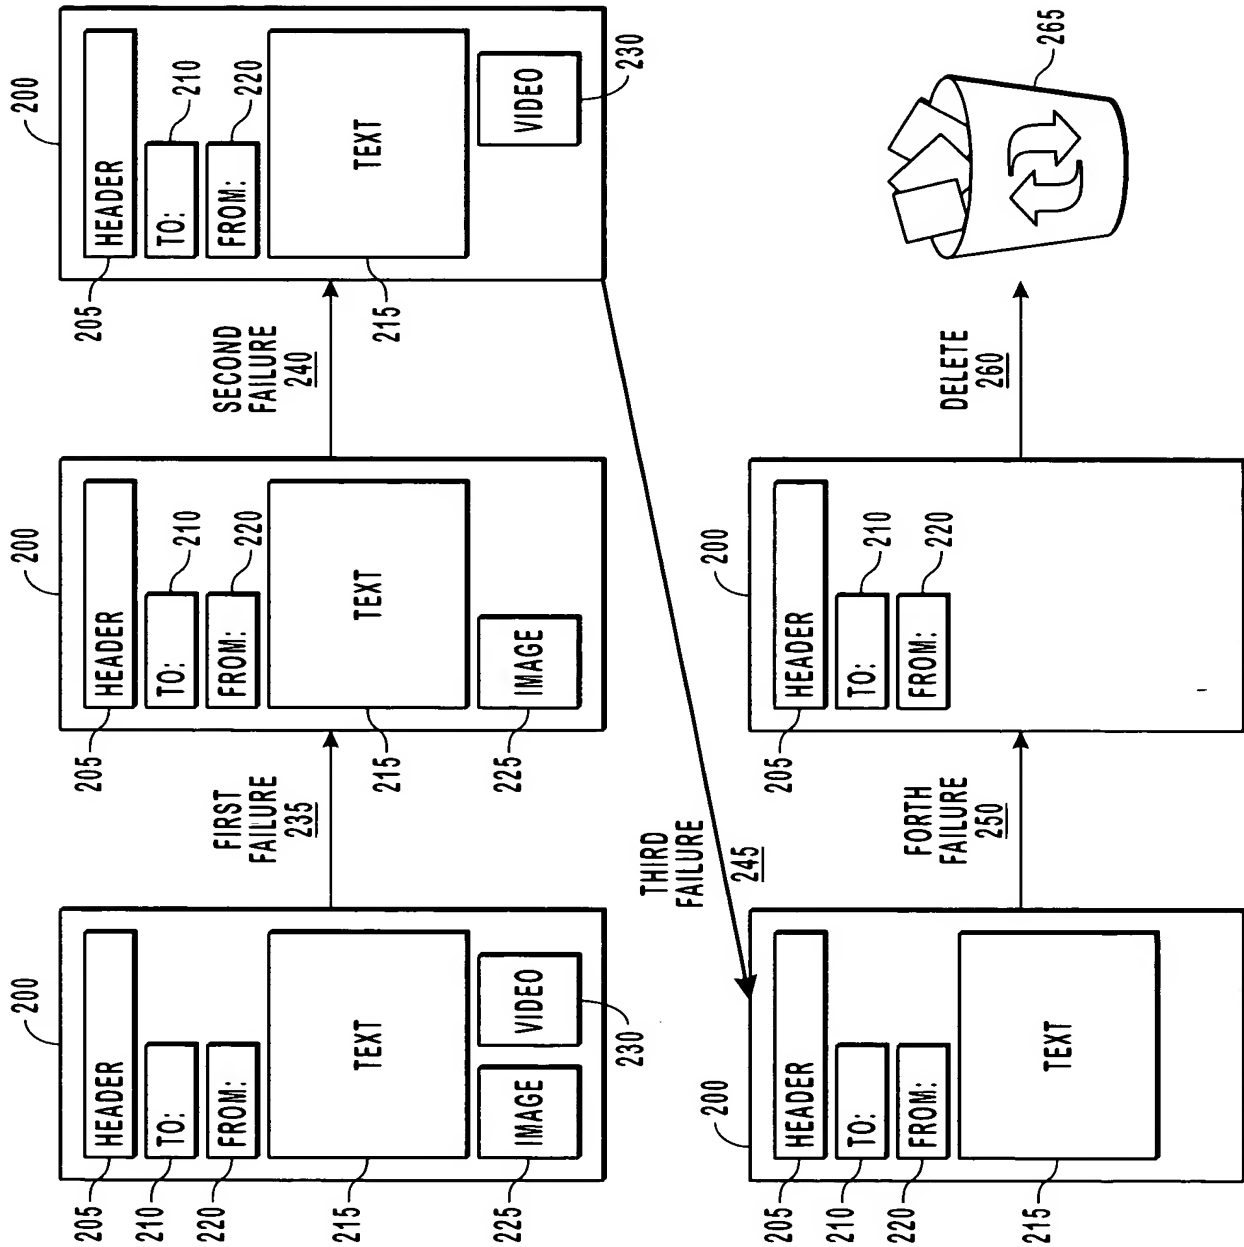 200
HEADER
205
TO:
210
FROM:
220
TEXT
215
IMAGE
225
VIDEO
230
FIRST
FAILURE
235
200
HEADER
205
TO:
210
FROM:
220
TEXT
215
IMAGE
225
SECOND
FAILURE
240
200
HEADER
205
TO:
210
FROM:
220
TEXT
215
VIDEO
230
THIRD
FAILURE
245
200
HEADER
205
TO:
210
FROM:
220
TEXT
215
FORTH
FAILURE
250
200
HEADER
205
TO:
210
FROM:
220
DELETE
260
265